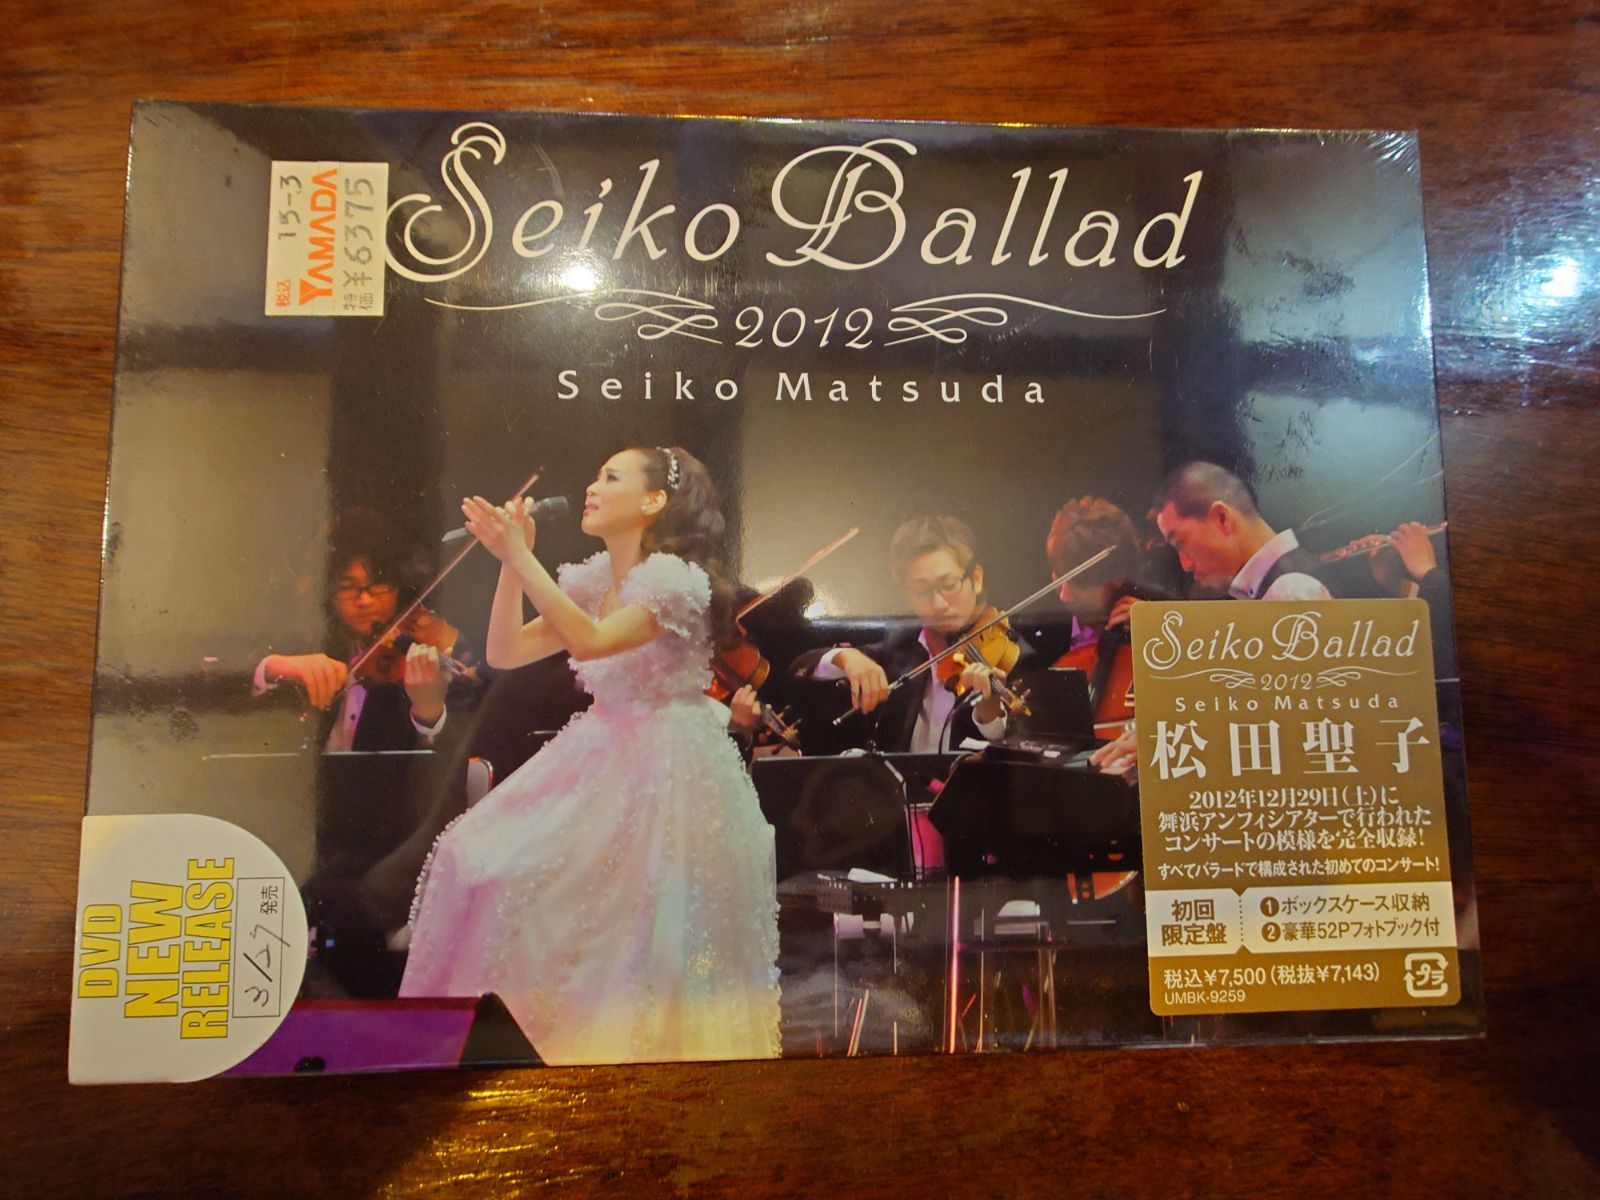 Seiko Ballad
2012
Seiko Matsuda
15-3
税込
YAMADA
特価
¥6375
DVD
NEW
RELEASE
3/27 発売
Seiko Ballad
2012
Seiko Matsuda
松田聖子
2012年12月29日(土)に
舞浜アンフィシアターで行われた
コンサートの模様を完全収録!
すべてバラードで構成された初めてのコンサート!
初回
限定盤
❶ボックスケース収納
❷豪華52Pフォトブック付
税込¥7,500(税抜¥7,143)
UMBK-9259
プラ